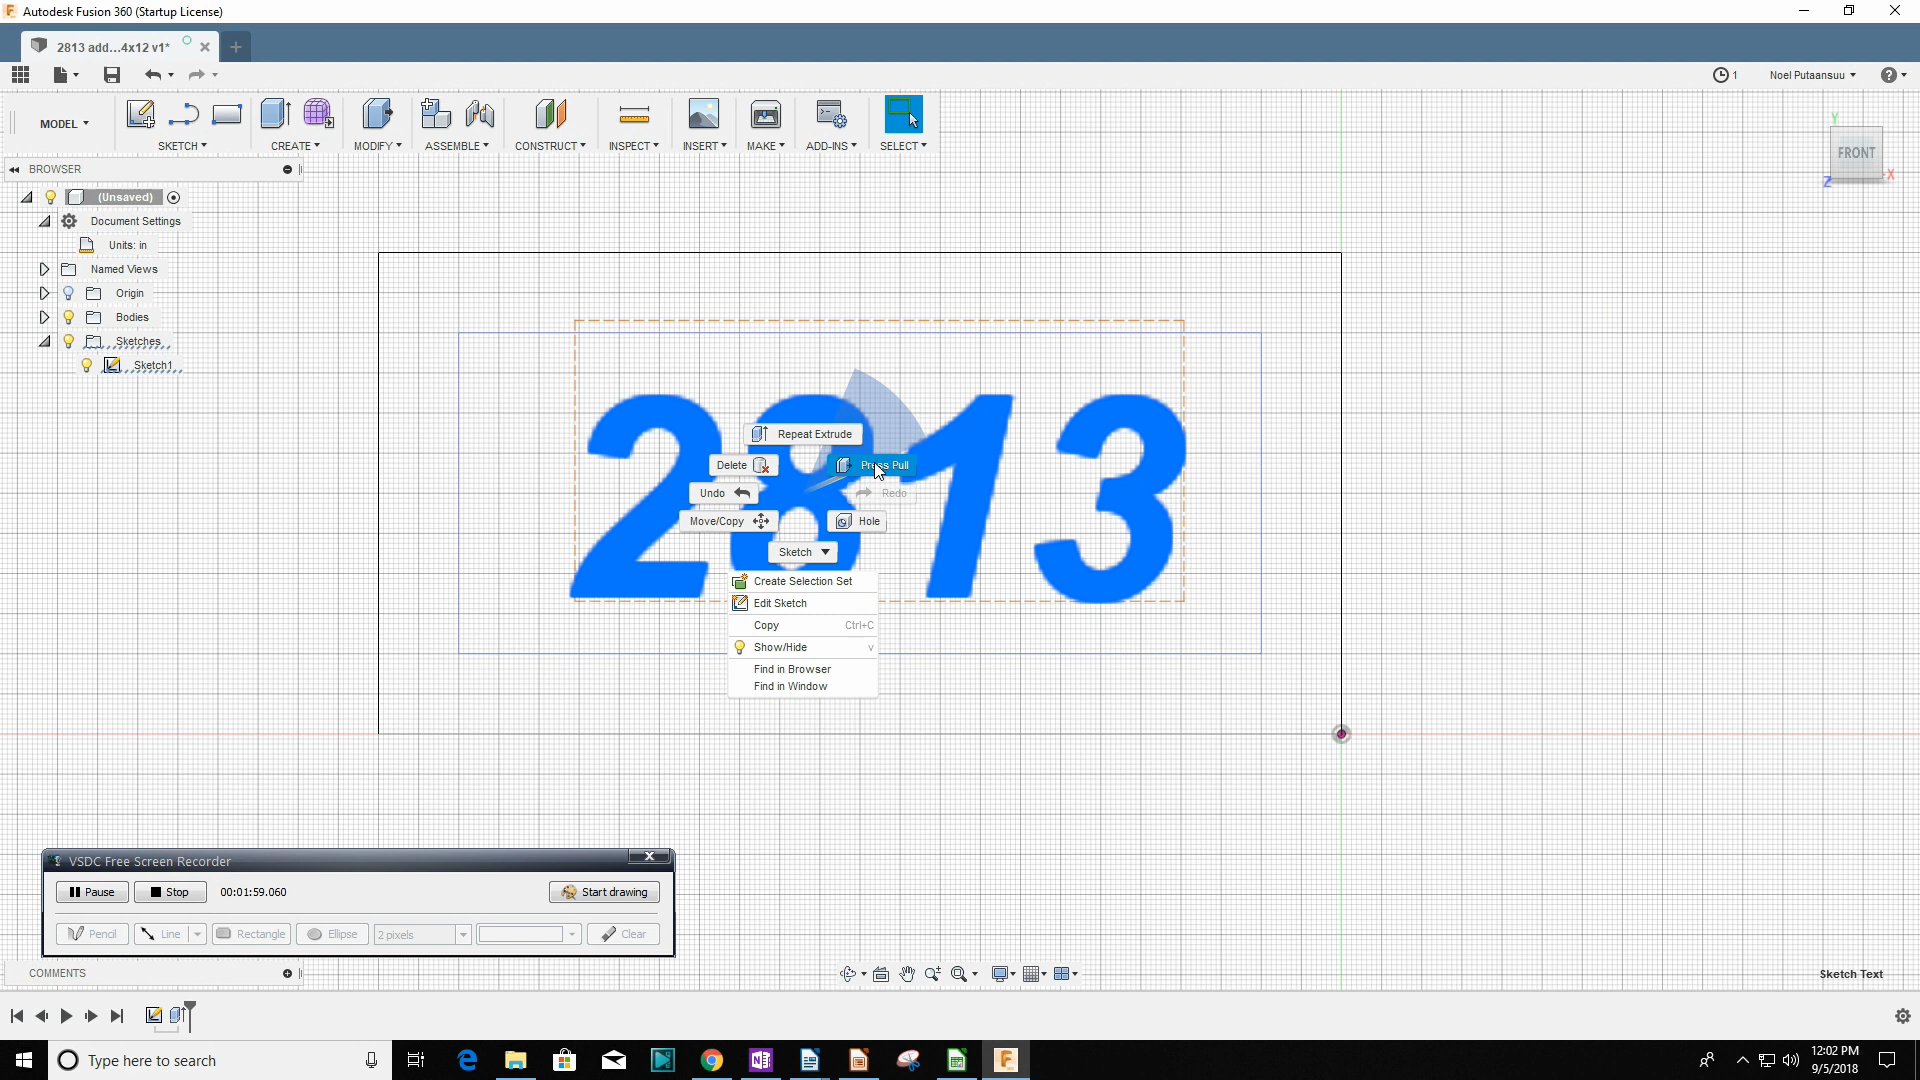 Autodesk Fusion 360 (Startup License)
2813 add...4x12 v1*
1
Noel Putaansuu
MODEL
SKETCH
CREATE
MODIFY
ASSEMBLE
CONSTRUCT
INSPECT
INSERT
MAKE
ADD-INS
SELECT
BROWSER
(Unsaved)
Document Settings
Units: in
Named Views
Origin
Bodies
Sketches
Sketch1
Y
FRONT
X
Z
2813
Repeat Extrude
Delete
Press Pull
Undo
Redo
Move/Copy
Hole
Sketch
Create Selection Set
Edit Sketch
Copy Ctrl+C
Show/Hide v
Find in Browser
Find in Window
VSDC Free Screen Recorder
Pause
Stop
00:01:59.060
Start drawing
Pencil
Line
Rectangle
Ellipse
2 pixels
Clear
COMMENTS
Sketch Text
Type here to search
12:02 PM
9/5/2018